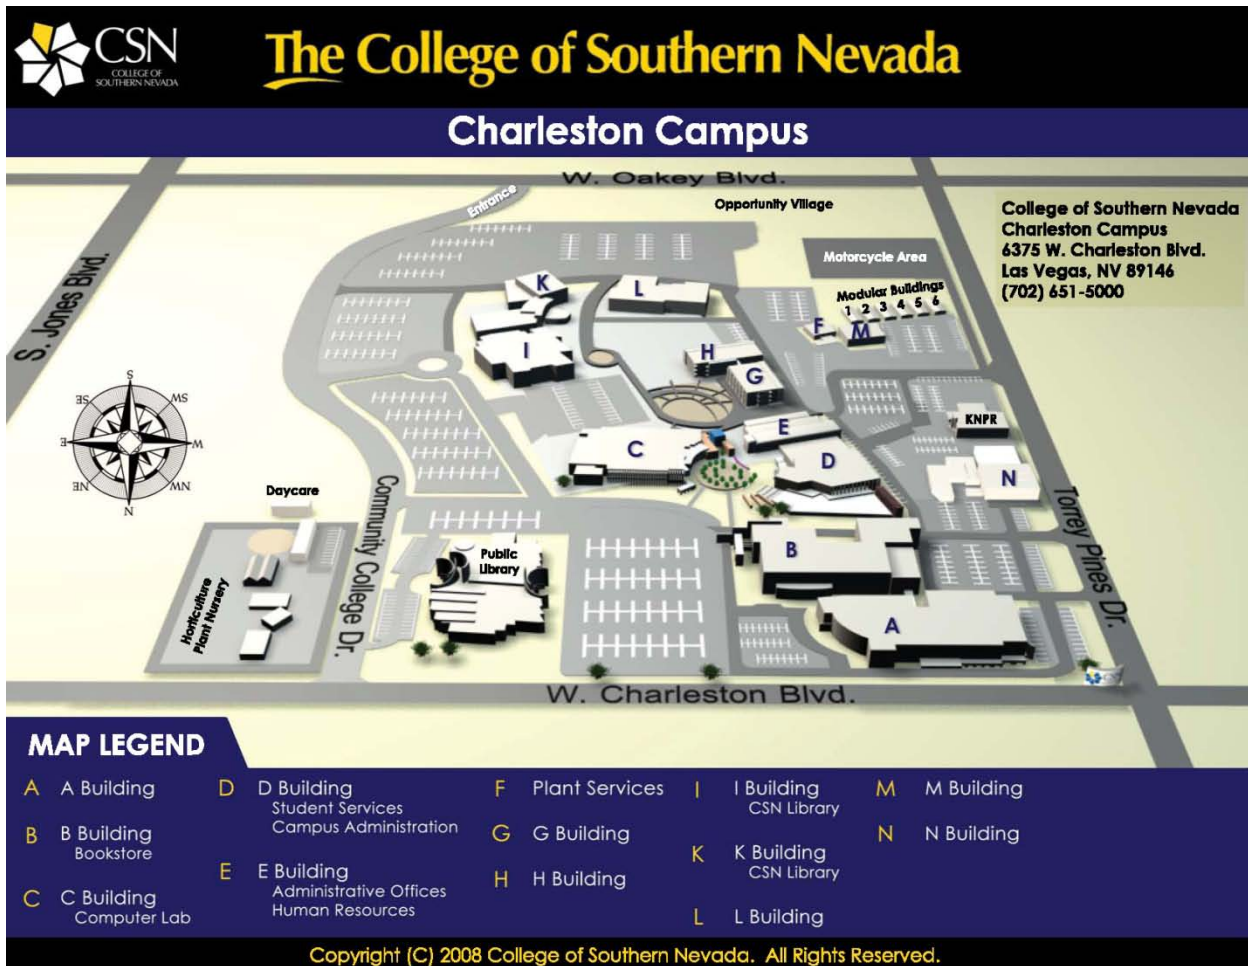 CSN
COLLEGE OF
SOUTHERN NEVADA
The College of Southern Nevada
Charleston Campus
W. Oakey Blvd.
Entrance
Opportunity Village
College of Southern Nevada
Charleston Campus
6375 W. Charleston Blvd.
Las Vegas, NV 89146
(702) 651-5000
S. Jones Blvd.
Motorcycle Area
K
L
Modular Buildings
1 2 3 4 5 6
F
M
I
H
G
S
SE
SW
E
W
NE
NW
N
KNPR
E
C
D
N
Daycare
Community College Dr.
Torrey Pines Dr.
Public
Library
B
Horticulture
Plant Nursery
A
CSN
W. Charleston Blvd.
MAP LEGEND
A A Building
B B Building
Bookstore
C C Building
Computer Lab
D D Building
Student Services
Campus Administration
E E Building
Administrative Offices
Human Resources
F Plant Services
G G Building
H H Building
I I Building
CSN Library
K K Building
CSN Library
L L Building
M M Building
N N Building
Copyright (C) 2008 College of Southern Nevada. All Rights Reserved.